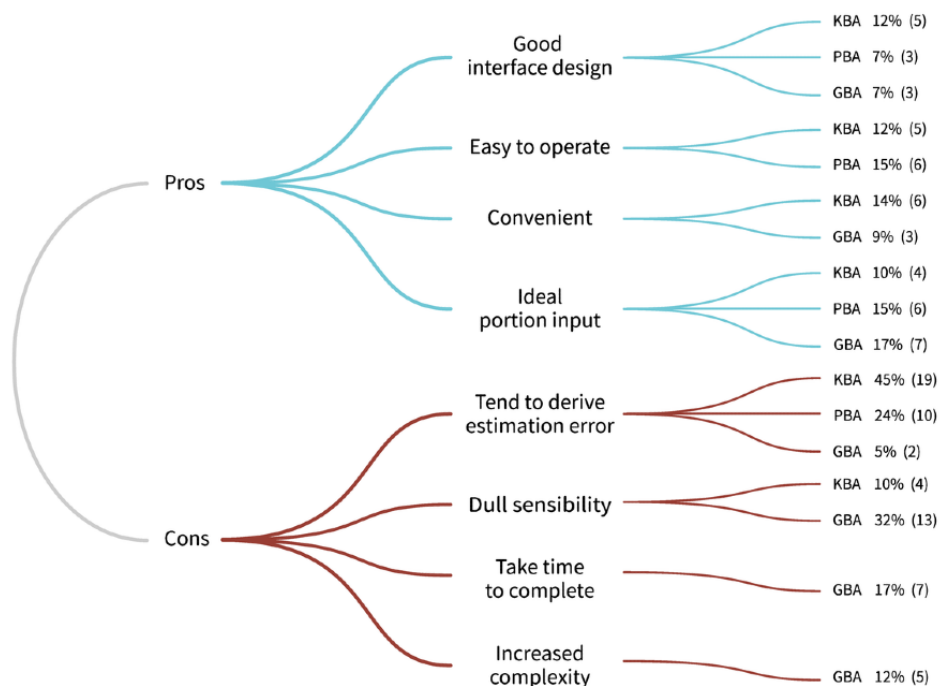 Pros
Good
interface design
KBA 12% (5)
PBA 7% (3)
GBA 7% (3)
Easy to operate
KBA 12% (5)
PBA 15% (6)
Convenient
KBA 14% (6)
GBA 9% (3)
Ideal
portion input
KBA 10% (4)
PBA 15% (6)
GBA 17% (7)
Cons
Tend to derive
estimation error
KBA 45% (19)
PBA 24% (10)
GBA 5% (2)
Dull sensibility
KBA 10% (4)
GBA 32% (13)
Take time
to complete
GBA 17% (7)
Increased
complexity
GBA 12% (5)